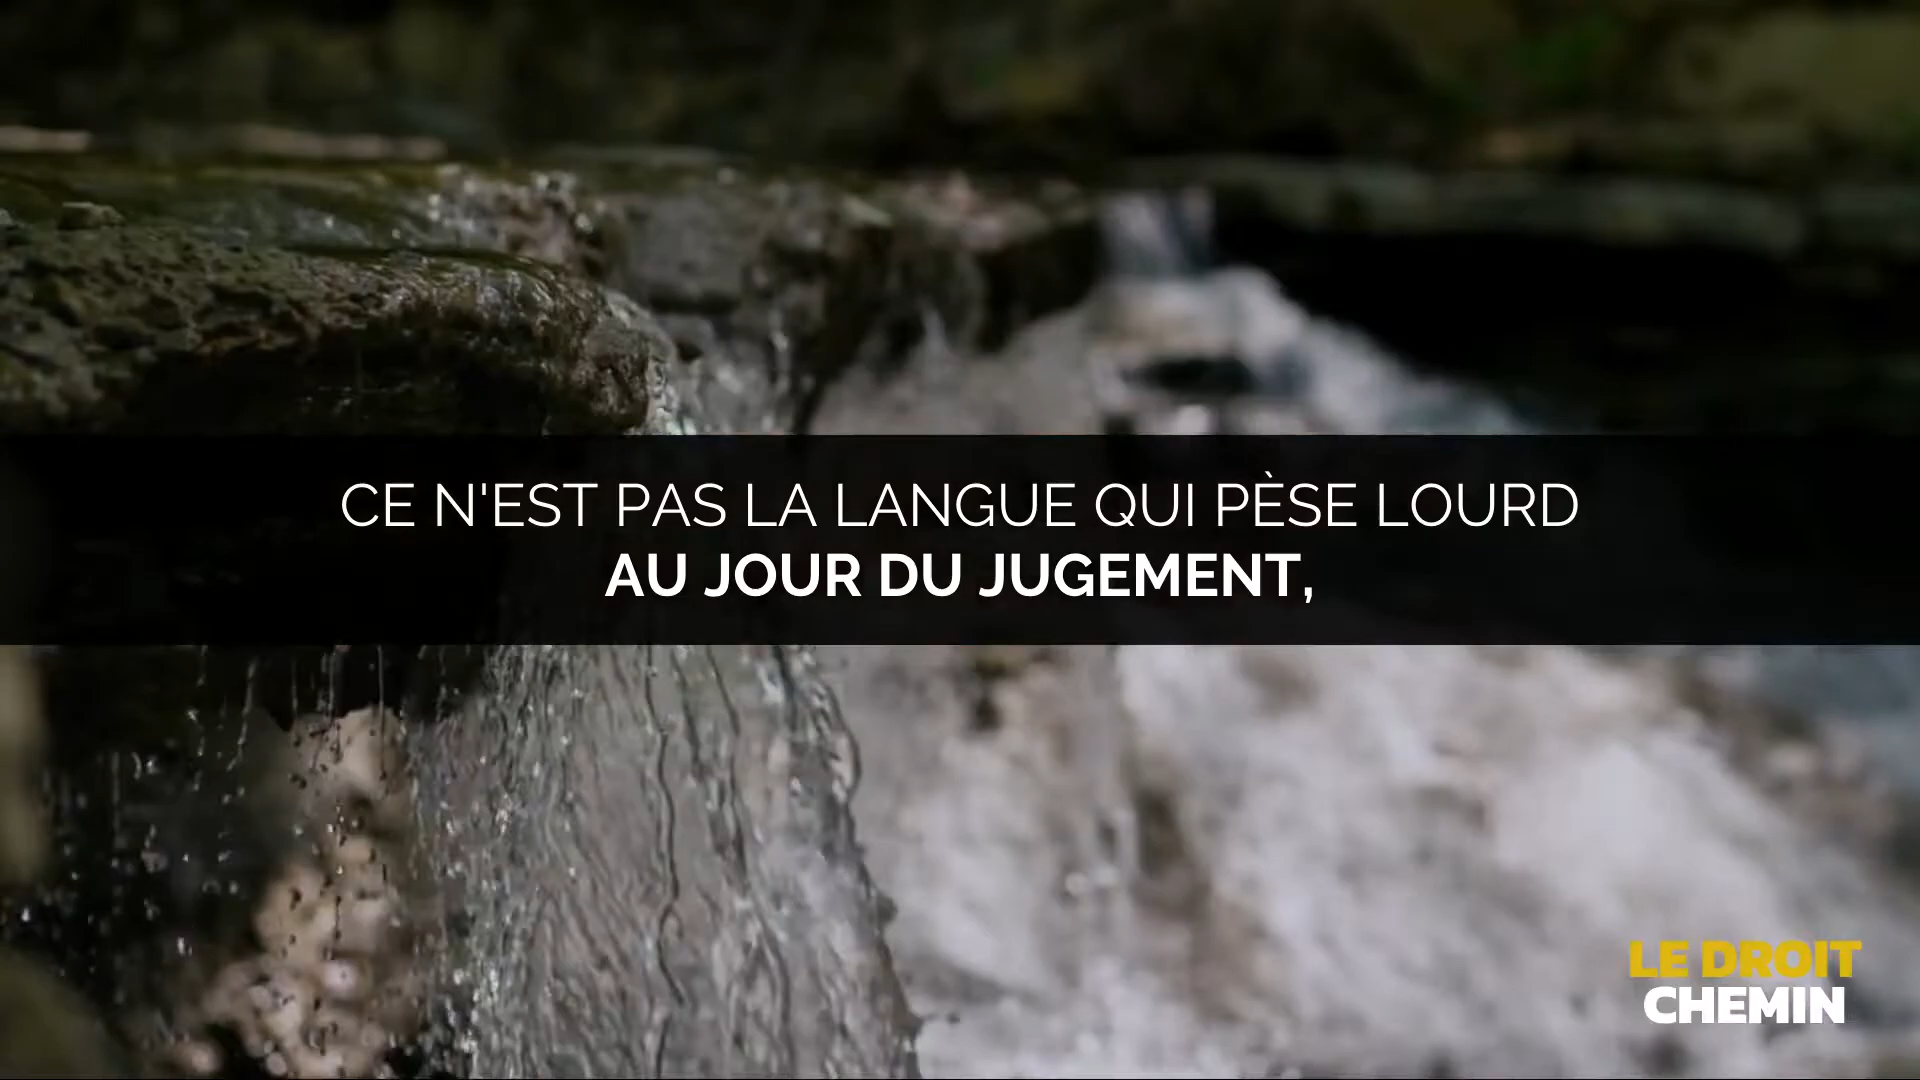 CE N'EST PAS LA LANGUE QUI PÈSE LOURD
AU JOUR DU JUGEMENT,
LE DROIT
CHEMIN